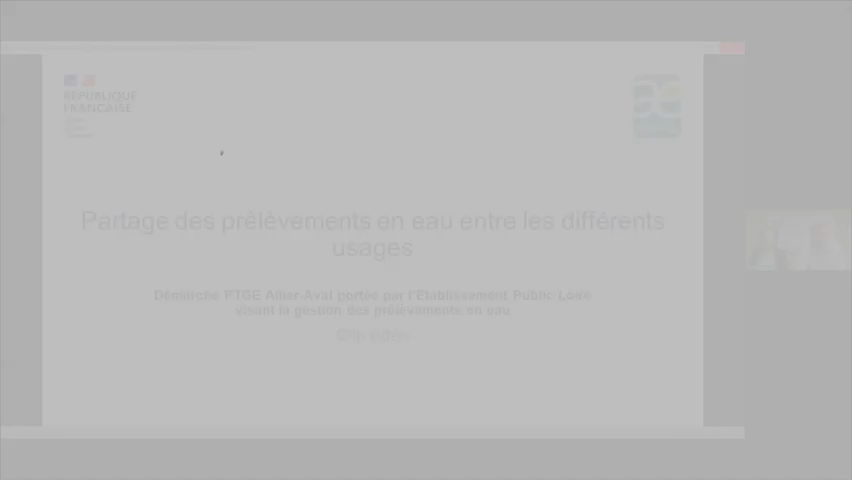 RÉPUBLIQUE
FRANÇAISE
Partage des prélèvements en eau entre les différents
usages
Démarche PTGE Allier Aval portée par l'Etablissement Public Loire
visant la gestion des prélèvements en eau